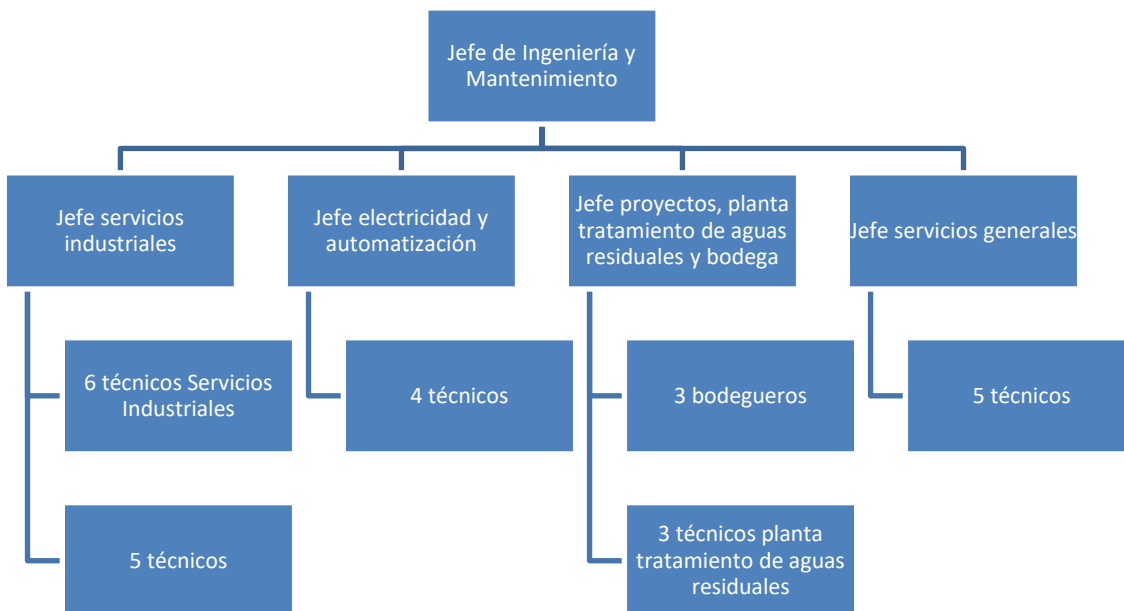 Jefe de Ingeniería y
Mantenimiento
Jefe servicios
industriales
Jefe electricidad y
automatización
Jefe proyectos, planta
tratamiento de aguas
residuales y bodega
Jefe servicios generales
6 técnicos Servicios
Industriales
4 técnicos
3 bodegueros
5 técnicos
5 técnicos
3 técnicos planta
tratamiento de aguas
residuales